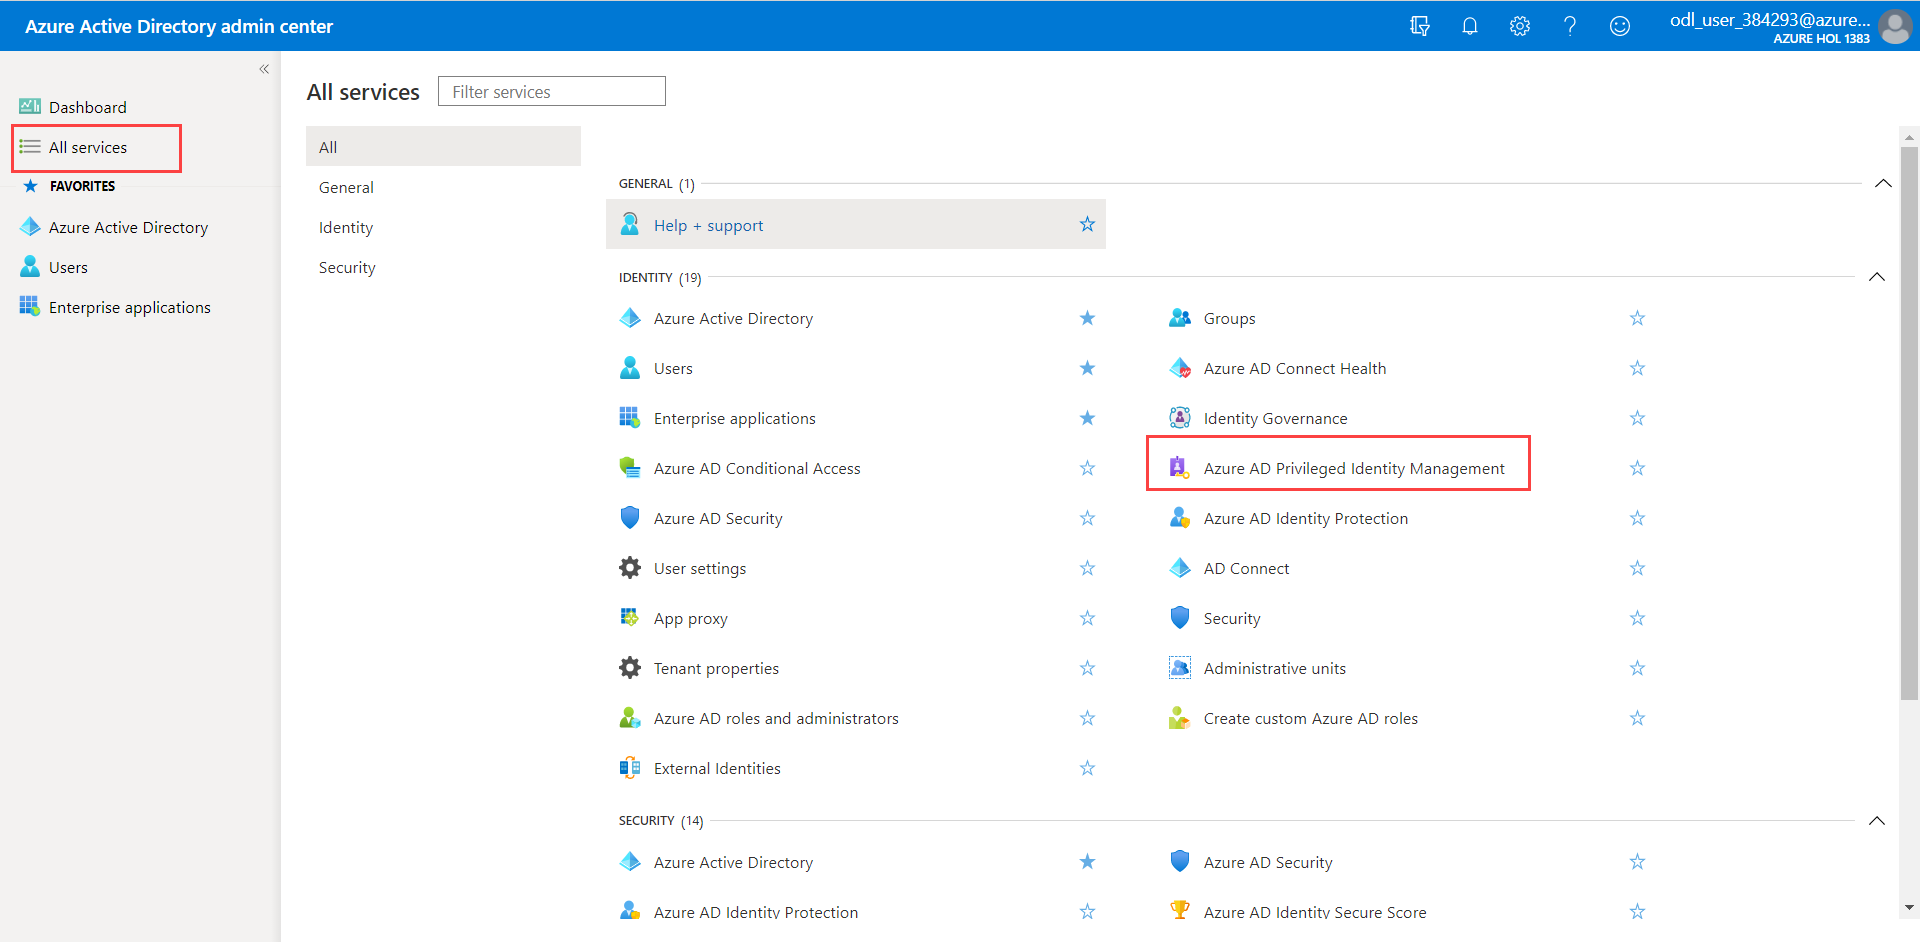 Azure Active Directory admin center
odl_user_384293@azure...
AZURE HOL 1383
Dashboard
All services
FAVORITES
Azure Active Directory
Users
Enterprise applications
All services
Filter services
All
General
Identity
Security
GENERAL (1)
Help + support
IDENTITY (19)
Azure Active Directory
Groups
Users
Azure AD Connect Health
Enterprise applications
Identity Governance
Azure AD Conditional Access
Azure AD Privileged Identity Management
Azure AD Security
Azure AD Identity Protection
User settings
AD Connect
App proxy
Security
Tenant properties
Administrative units
Azure AD roles and administrators
Create custom Azure AD roles
External Identities
SECURITY (14)
Azure Active Directory
Azure AD Security
Azure AD Identity Protection
Azure AD Identity Secure Score